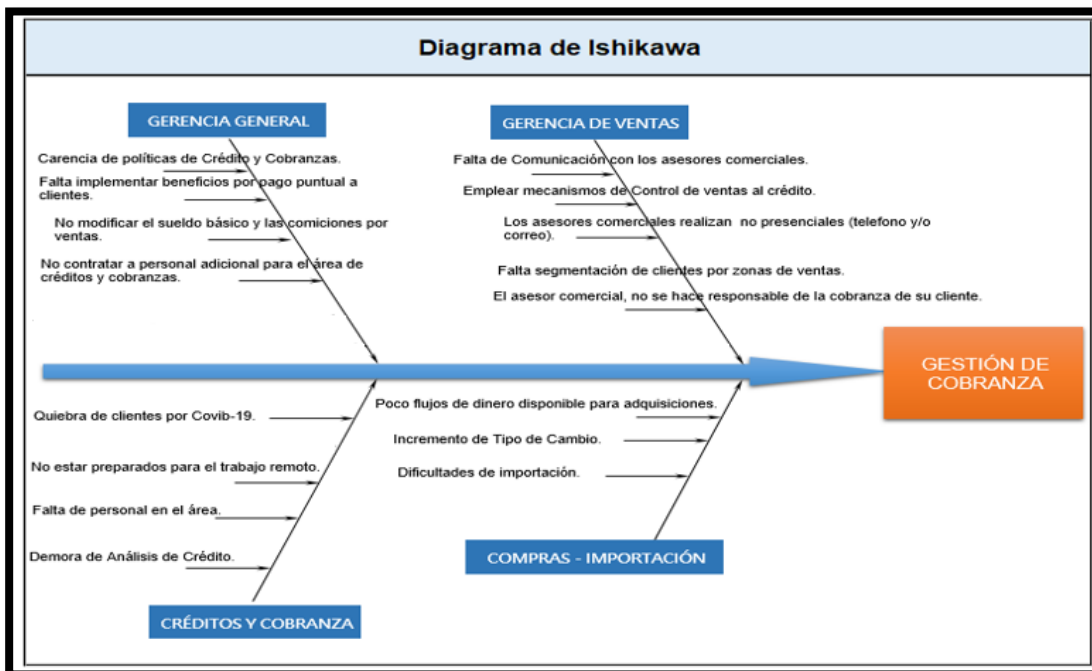 Diagrama de Ishikawa
GERENCIA GENERAL
Carencia de políticas de Crédito y Cobranzas.
Falta implementar beneficios por pago puntual a
clientes.
No modificar el sueldo básico y las comiciones por
ventas.
No contratar a personal adicional para el área de
créditos y cobranzas.
GERENCIA DE VENTAS
Falta de Comunicación con los asesores comerciales.
Emplear mecanismos de Control de ventas al crédito.
Los asesores comerciales realizan no presenciales (telefono y/o
correo).
Falta segmentación de clientes por zonas de ventas.
El asesor comercial, no se hace responsable de la cobranza de su cliente.
GESTIÓN DE
COBRANZA
Quiebra de clientes por Covib-19.
No estar preparados para el trabajo remoto.
Falta de personal en el área.
Demora de Análisis de Crédito.
CRÉDITOS Y COBRANZA
Poco flujos de dinero disponible para adquisiciones.
Incremento de Tipo de Cambio.
Dificultades de importación.
COMPRAS - IMPORTACIÓN